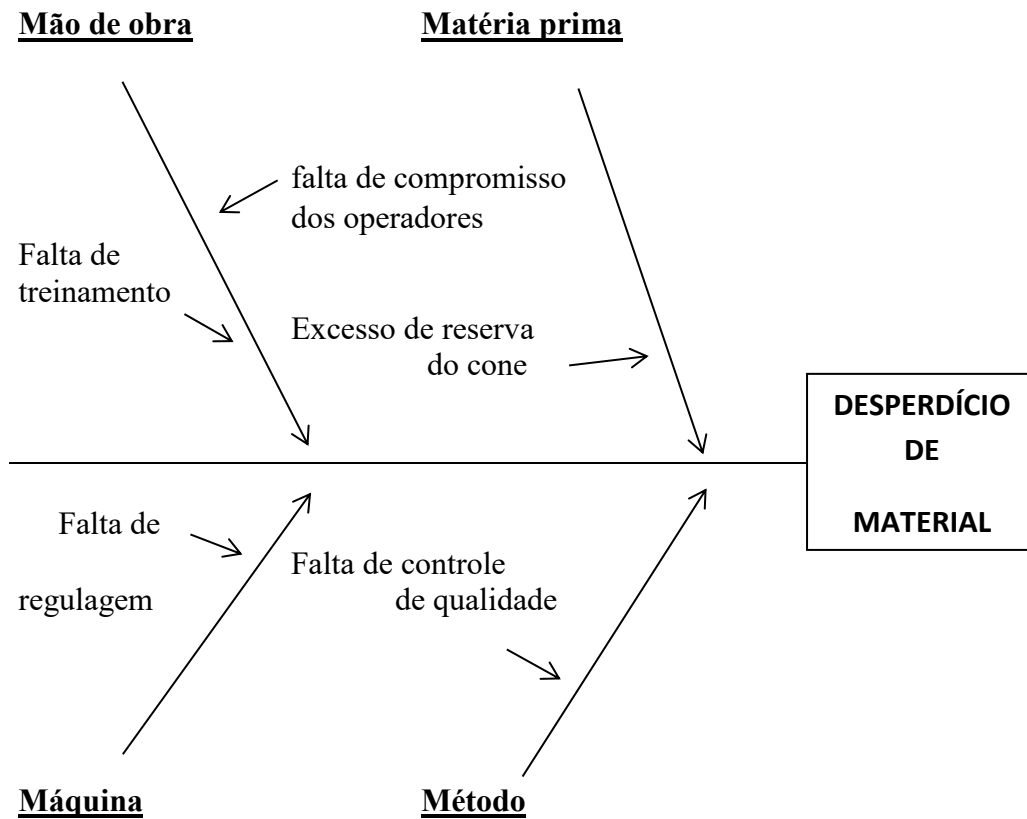 Mão de obra
Matéria prima
falta de compromisso
dos operadores
Falta de
treinamento
Excesso de reserva
do cone
DESPERDÍCIO
DE
MATERIAL
Falta de
regulagem
Falta de controle
de qualidade
Máquina
Método